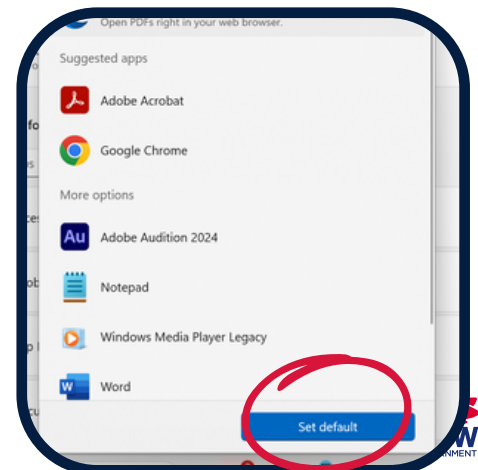 Open PDFs right in your web browser.
Suggested apps
Adobe Acrobat
Google Chrome
More options
Au Adobe Audition 2024
Notepad
Windows Media Player Legacy
W Word
Set default